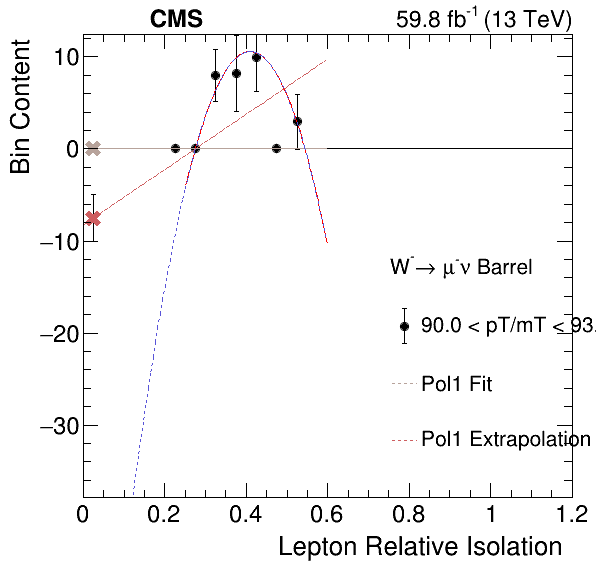 CMS
59.8 fb⁻¹ (13 TeV)
Bin Content
10
0
−10
−20
−30
W⁻→ μ⁻ν Barrel
90.0 < pT/mT < 93.
Pol1 Fit
Pol1 Extrapolation
0 0.2 0.4 0.6 0.8 1 1.2
Lepton Relative Isolation